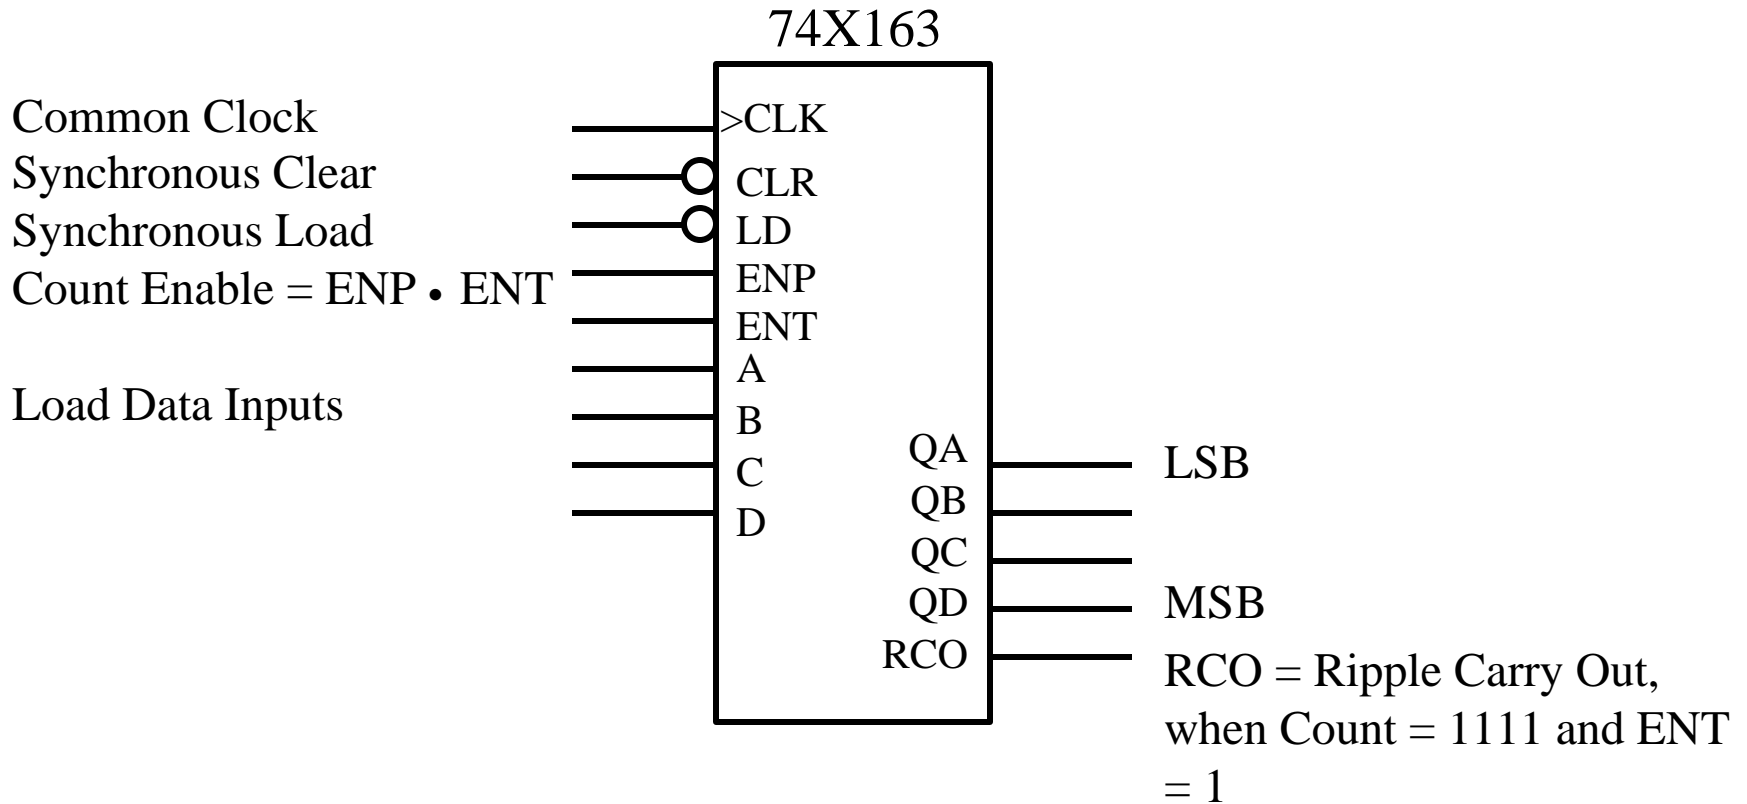 74X163
Common Clock
Synchronous Clear
Synchronous Load
Count Enable = ENP • ENT
Load Data Inputs
>CLK
CLR
LD
ENP
ENT
A
B
C
D
QA
QB
QC
QD
RCO
LSB
MSB
RCO = Ripple Carry Out,
when Count = 1111 and ENT
= 1